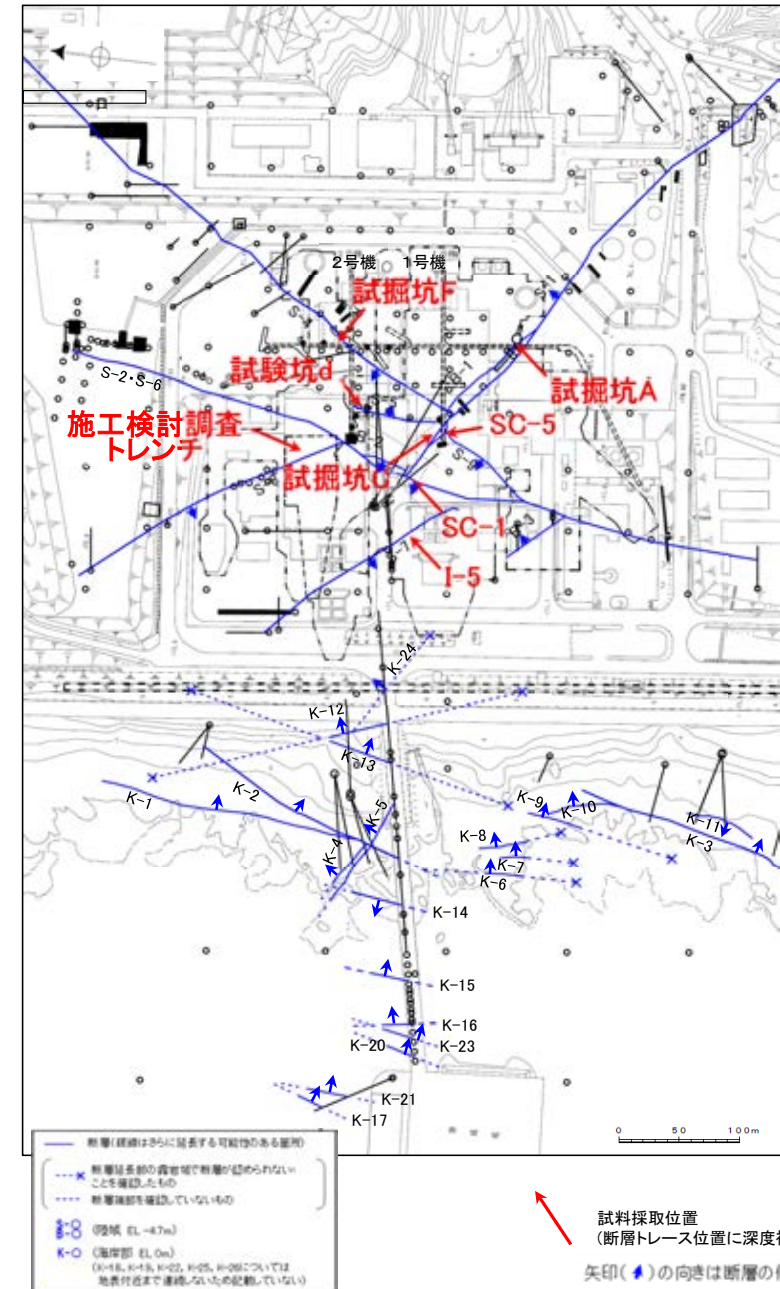 2号機 1号機
試掘坑F
試験坑d
試掘坑A
S-2・S-6
施工検討調査
トレンチ
SC-5
試掘坑G
SC-1
I-5
K-24
K-12
K-13
K-2
K-1
K-5
K-4
K-9
K-10
K-11
K-3
K-8
K-7
K-6
K-14
K-15
K-16
K-23
K-20
K-21
K-17
0 50 100m
断層(破線はさらに延長する可能性のある箇所)
断層延長部の露岩域で断層が認められない
ことを確認したもの
断層端部を確認していないもの
S-○
B-○ (陸域 EL -4.7m)
K-○ (海岸部 EL 0m)
(K-18、K-19、K-22、K-25、K-26については
地表付近まで連続しないため記載していない)
試料採取位置
(断層トレース位置に深度
矢印( )の向きは断層の